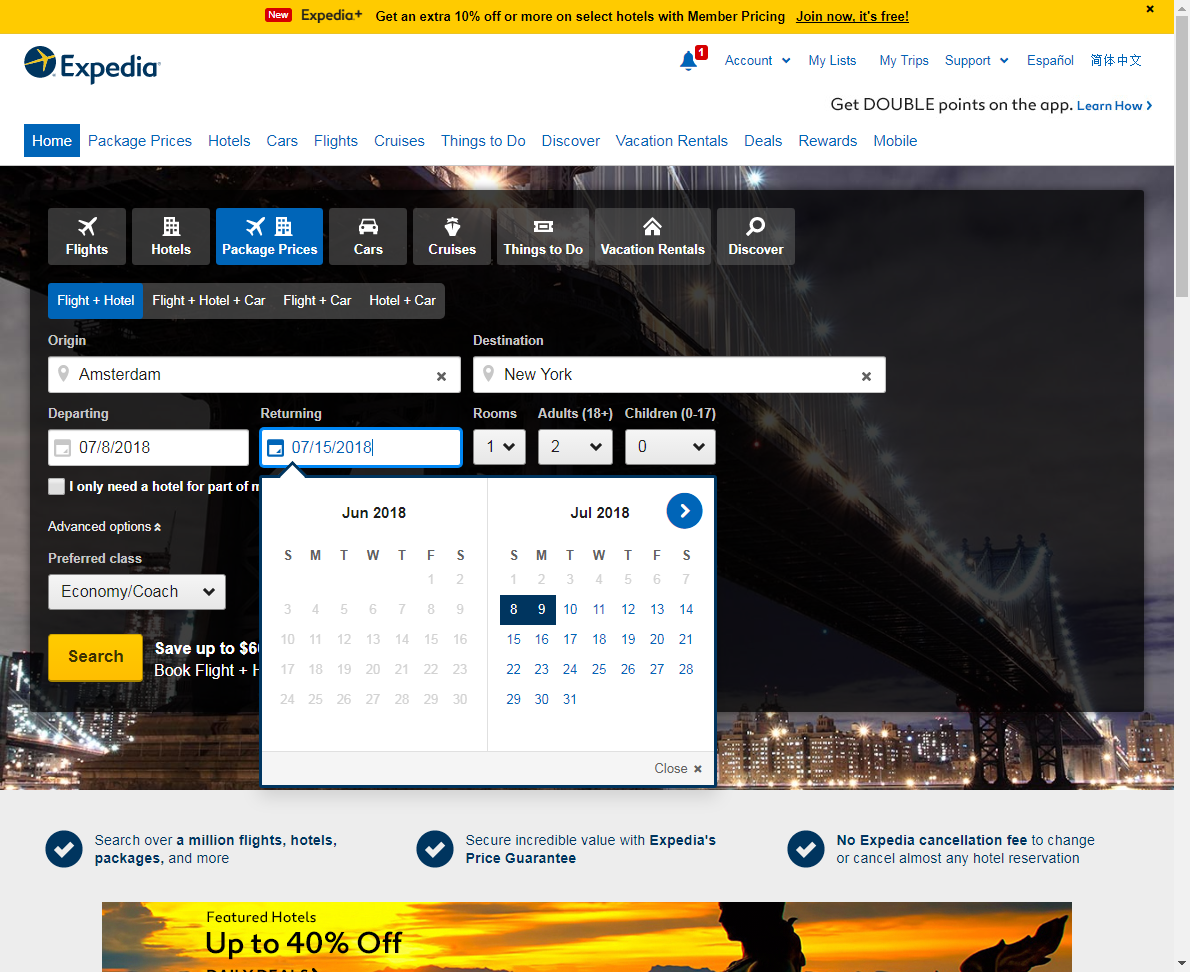 New Expedia+ Get an extra 10% off or more on select hotels with Member Pricing Join now, it's free!
Expedia
1 Account My Lists My Trips Support Español 简体中文
Get DOUBLE points on the app. Learn How
Home Package Prices Hotels Cars Flights Cruises Things to Do Discover Vacation Rentals Deals Rewards Mobile
Flights Hotels Package Prices Cars Cruises Things to Do Vacation Rentals Discover
Flight + Hotel Flight + Hotel + Car Flight + Car Hotel + Car
Origin Destination
Amsterdam New York
Departing Returning Rooms Adults (18+) Children (0-17)
07/8/2018 07/15/2018 1 2 0
I only need a hotel for part of m
Advanced options
Preferred class
Economy/Coach
Search
Save up to $6
Book Flight + H
Jun 2018
S M T W T F S
1 2
3 4 5 6 7 8 9
10 11 12 13 14 15 16
17 18 19 20 21 22 23
24 25 26 27 28 29 30
Jul 2018
S M T W T F S
1 2 3 4 5 6 7
8 9 10 11 12 13 14
15 16 17 18 19 20 21
22 23 24 25 26 27 28
29 30 31
Close
Search over a million flights, hotels,
packages, and more
Secure incredible value with Expedia's
Price Guarantee
No Expedia cancellation fee to change
or cancel almost any hotel reservation
Featured Hotels
Up to 40% Off
DAILY DEALS